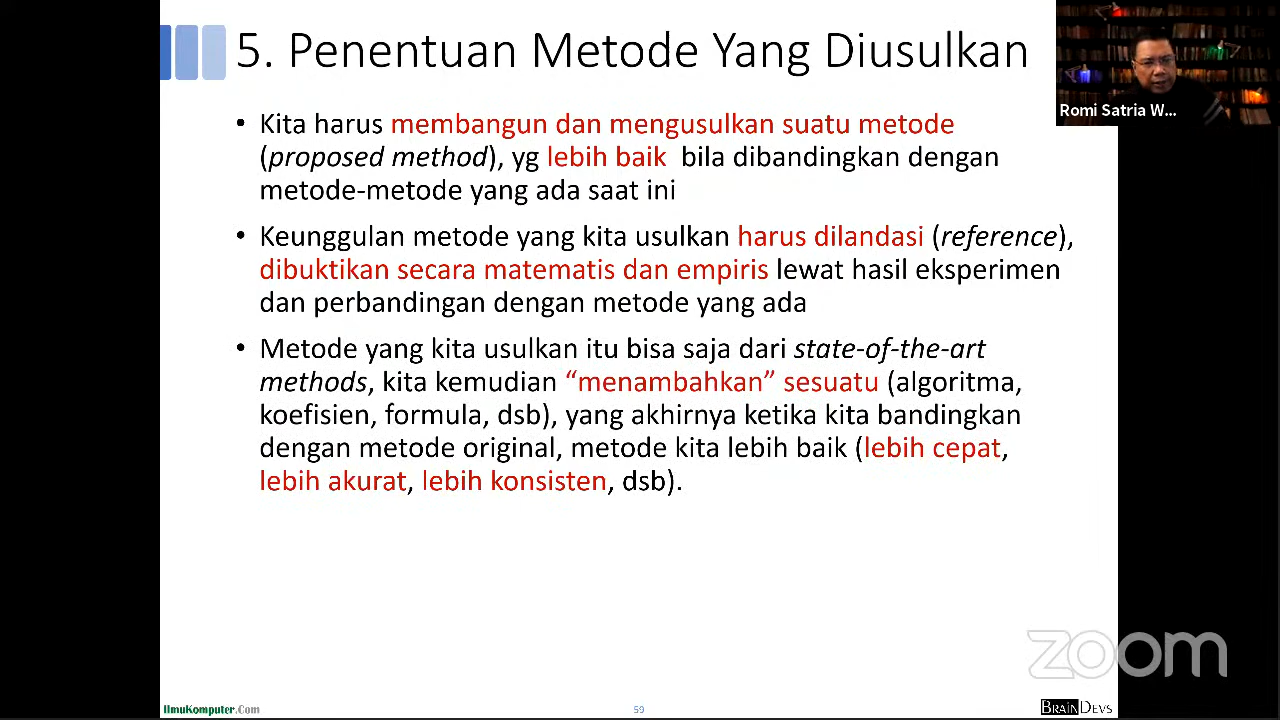 5. Penentuan Metode Yang Diusulkan
Romi Satria W...
• Kita harus membangun dan mengusulkan suatu metode
(proposed method), yg lebih baik bila dibandingkan dengan
metode-metode yang ada saat ini
• Keunggulan metode yang kita usulkan harus dilandasi (reference),
dibuktikan secara matematis dan empiris lewat hasil eksperimen
dan perbandingan dengan metode yang ada
• Metode yang kita usulkan itu bisa saja dari state-of-the-art
methods, kita kemudian “menambahkan” sesuatu (algoritma,
koefisien, formula, dsb), yang akhirnya ketika kita bandingkan
dengan metode original, metode kita lebih baik (lebih cepat,
lebih akurat, lebih konsisten, dsb).
zoom
IlmuKomputer.Com
59
BRAINDEVS